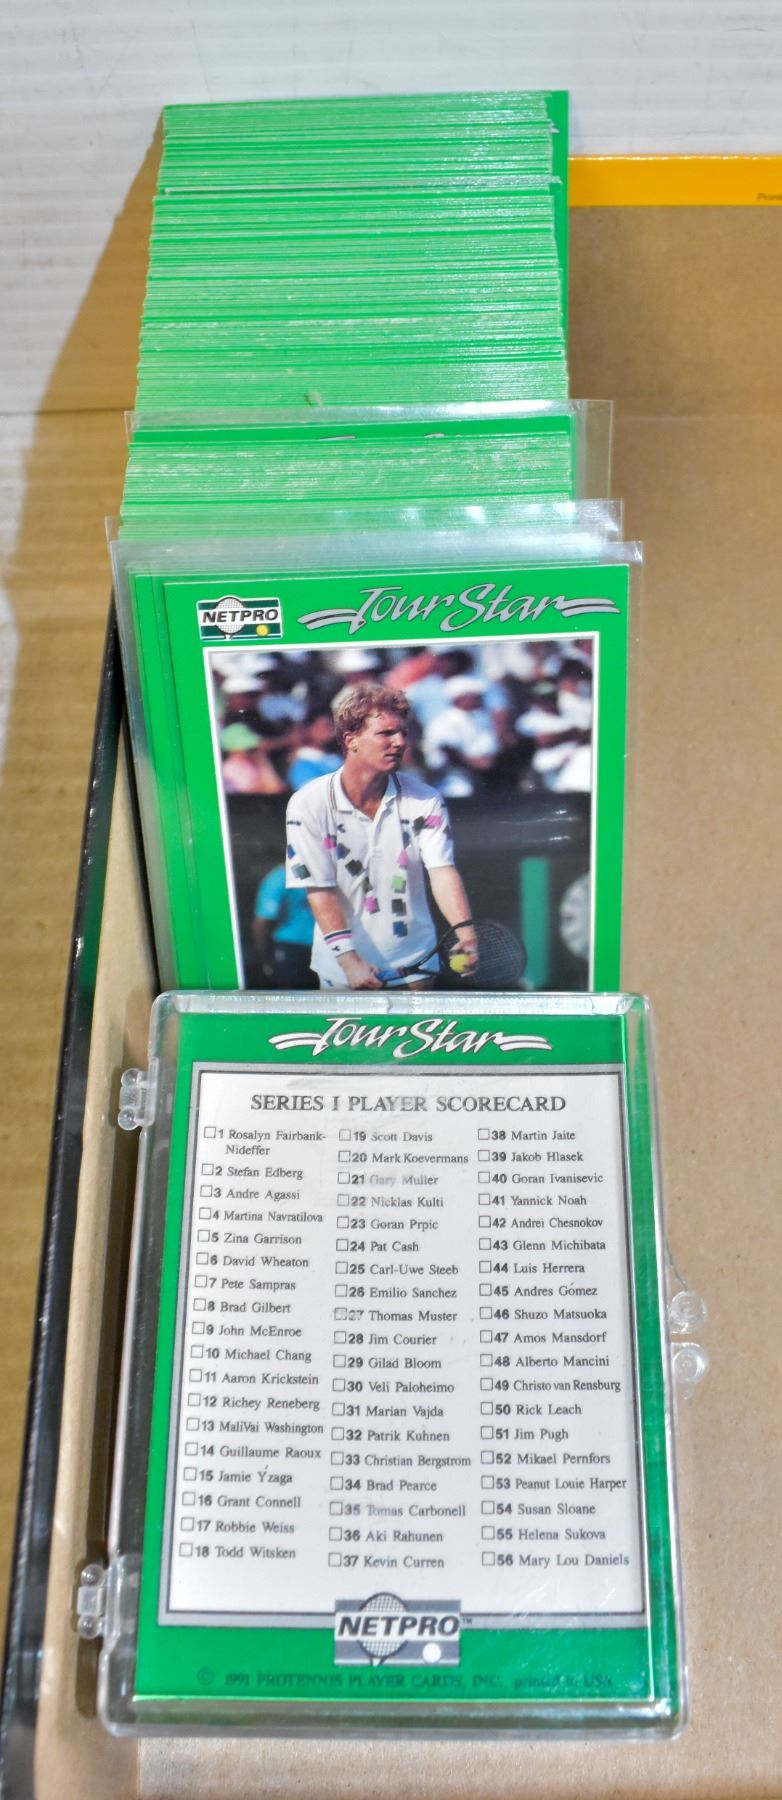 Prin
NETPRO
Tour Star
Tour Star
SERIES I PLAYER SCORECARD
1 Rosalyn Fairbank-
Nideffer
2 Stefan Edberg
3 Andre Agassi
4 Martina Navratilova
5 Zina Garrison
6 David Wheaton
7 Pete Sampras
8 Brad Gilbert
9 John McEnroe
10 Michael Chang
11 Aaron Krickstein
12 Richey Reneberg
13 MaliVai Washington
14 Guillaume Raoux
15 Jamie Yzaga
16 Grant Connell
17 Robbie Weiss
18 Todd Witsken
19 Scott Davis
20 Mark Koevermans
21 Gary Muller
22 Nicklas Kulti
23 Goran Prpic
24 Pat Cash
25 Carl-Uwe Steeb
26 Emilio Sanchez
27 Thomas Muster
28 Jim Courier
29 Gilad Bloom
30 Veli Paloheimo
31 Marian Vajda
32 Patrik Kuhnen
33 Christian Bergstrom
34 Brad Pearce
35 Tomas Carbonell
36 Aki Rahunen
37 Kevin Curren
38 Martin Jaite
39 Jakob Hlasek
40 Goran Ivanisevic
41 Yannick Noah
42 Andrei Chesnokov
43 Glenn Michibata
44 Luis Herrera
45 Andres Gómez
46 Shuzo Matsuoka
47 Amos Mansdorf
48 Alberto Mancini
49 Christo van Rensburg
50 Rick Leach
51 Jim Pugh
52 Mikael Pernfors
53 Peanut Louie Harper
54 Susan Sloane
55 Helena Sukova
56 Mary Lou Daniels
NETPRO™
© 1991 PROTENNIS PLAYER CARDS, INC. printed in USA